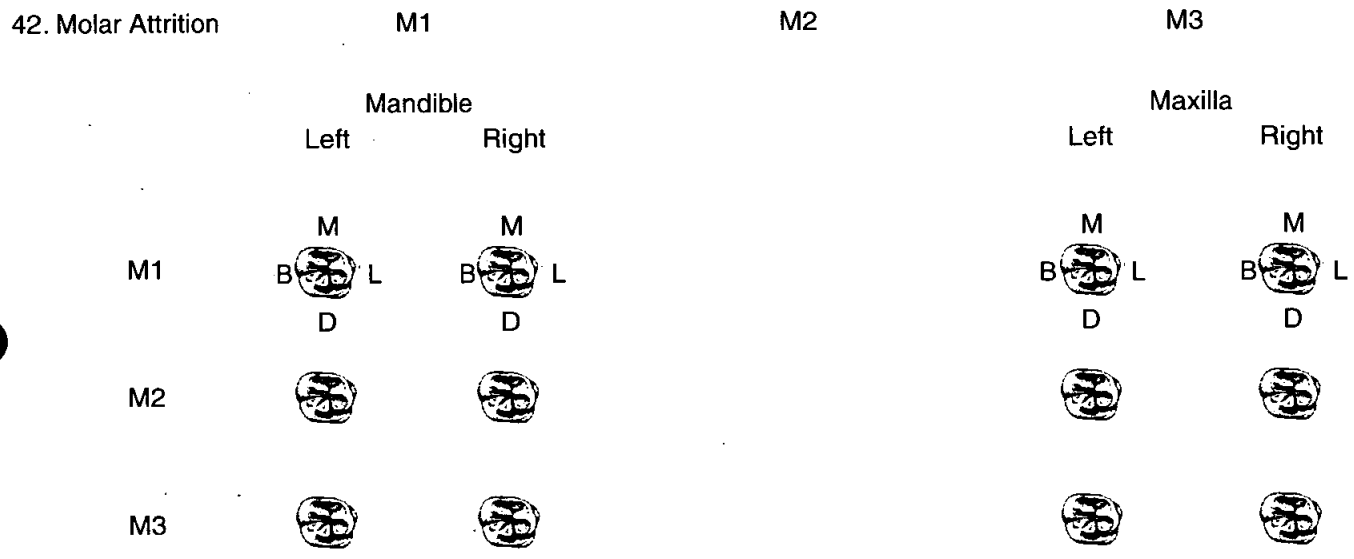 42. Molar Attrition M1 M2 M3
Mandible Maxilla
Left Right Left Right
M M M M
M1 B L B L B L B L
D D D D
M2
M3